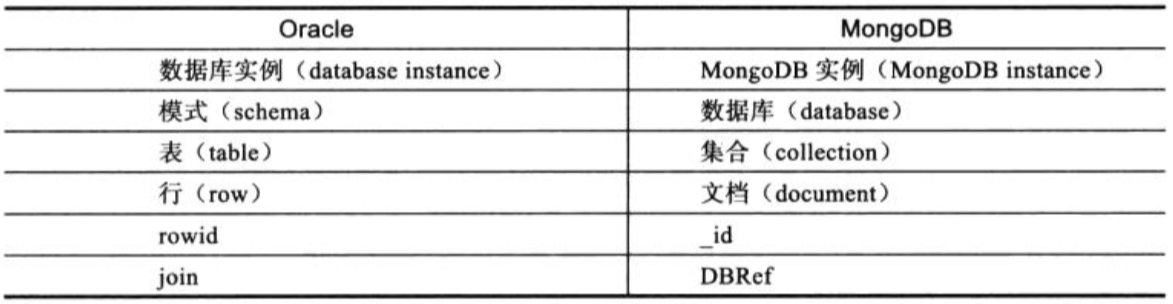 Oracle MongoDB
数据库实例（database instance） MongoDB 实例（MongoDB instance）
模式（schema） 数据库（database）
表（table） 集合（collection）
行（row） 文档（document）
rowid _id
join DBRef